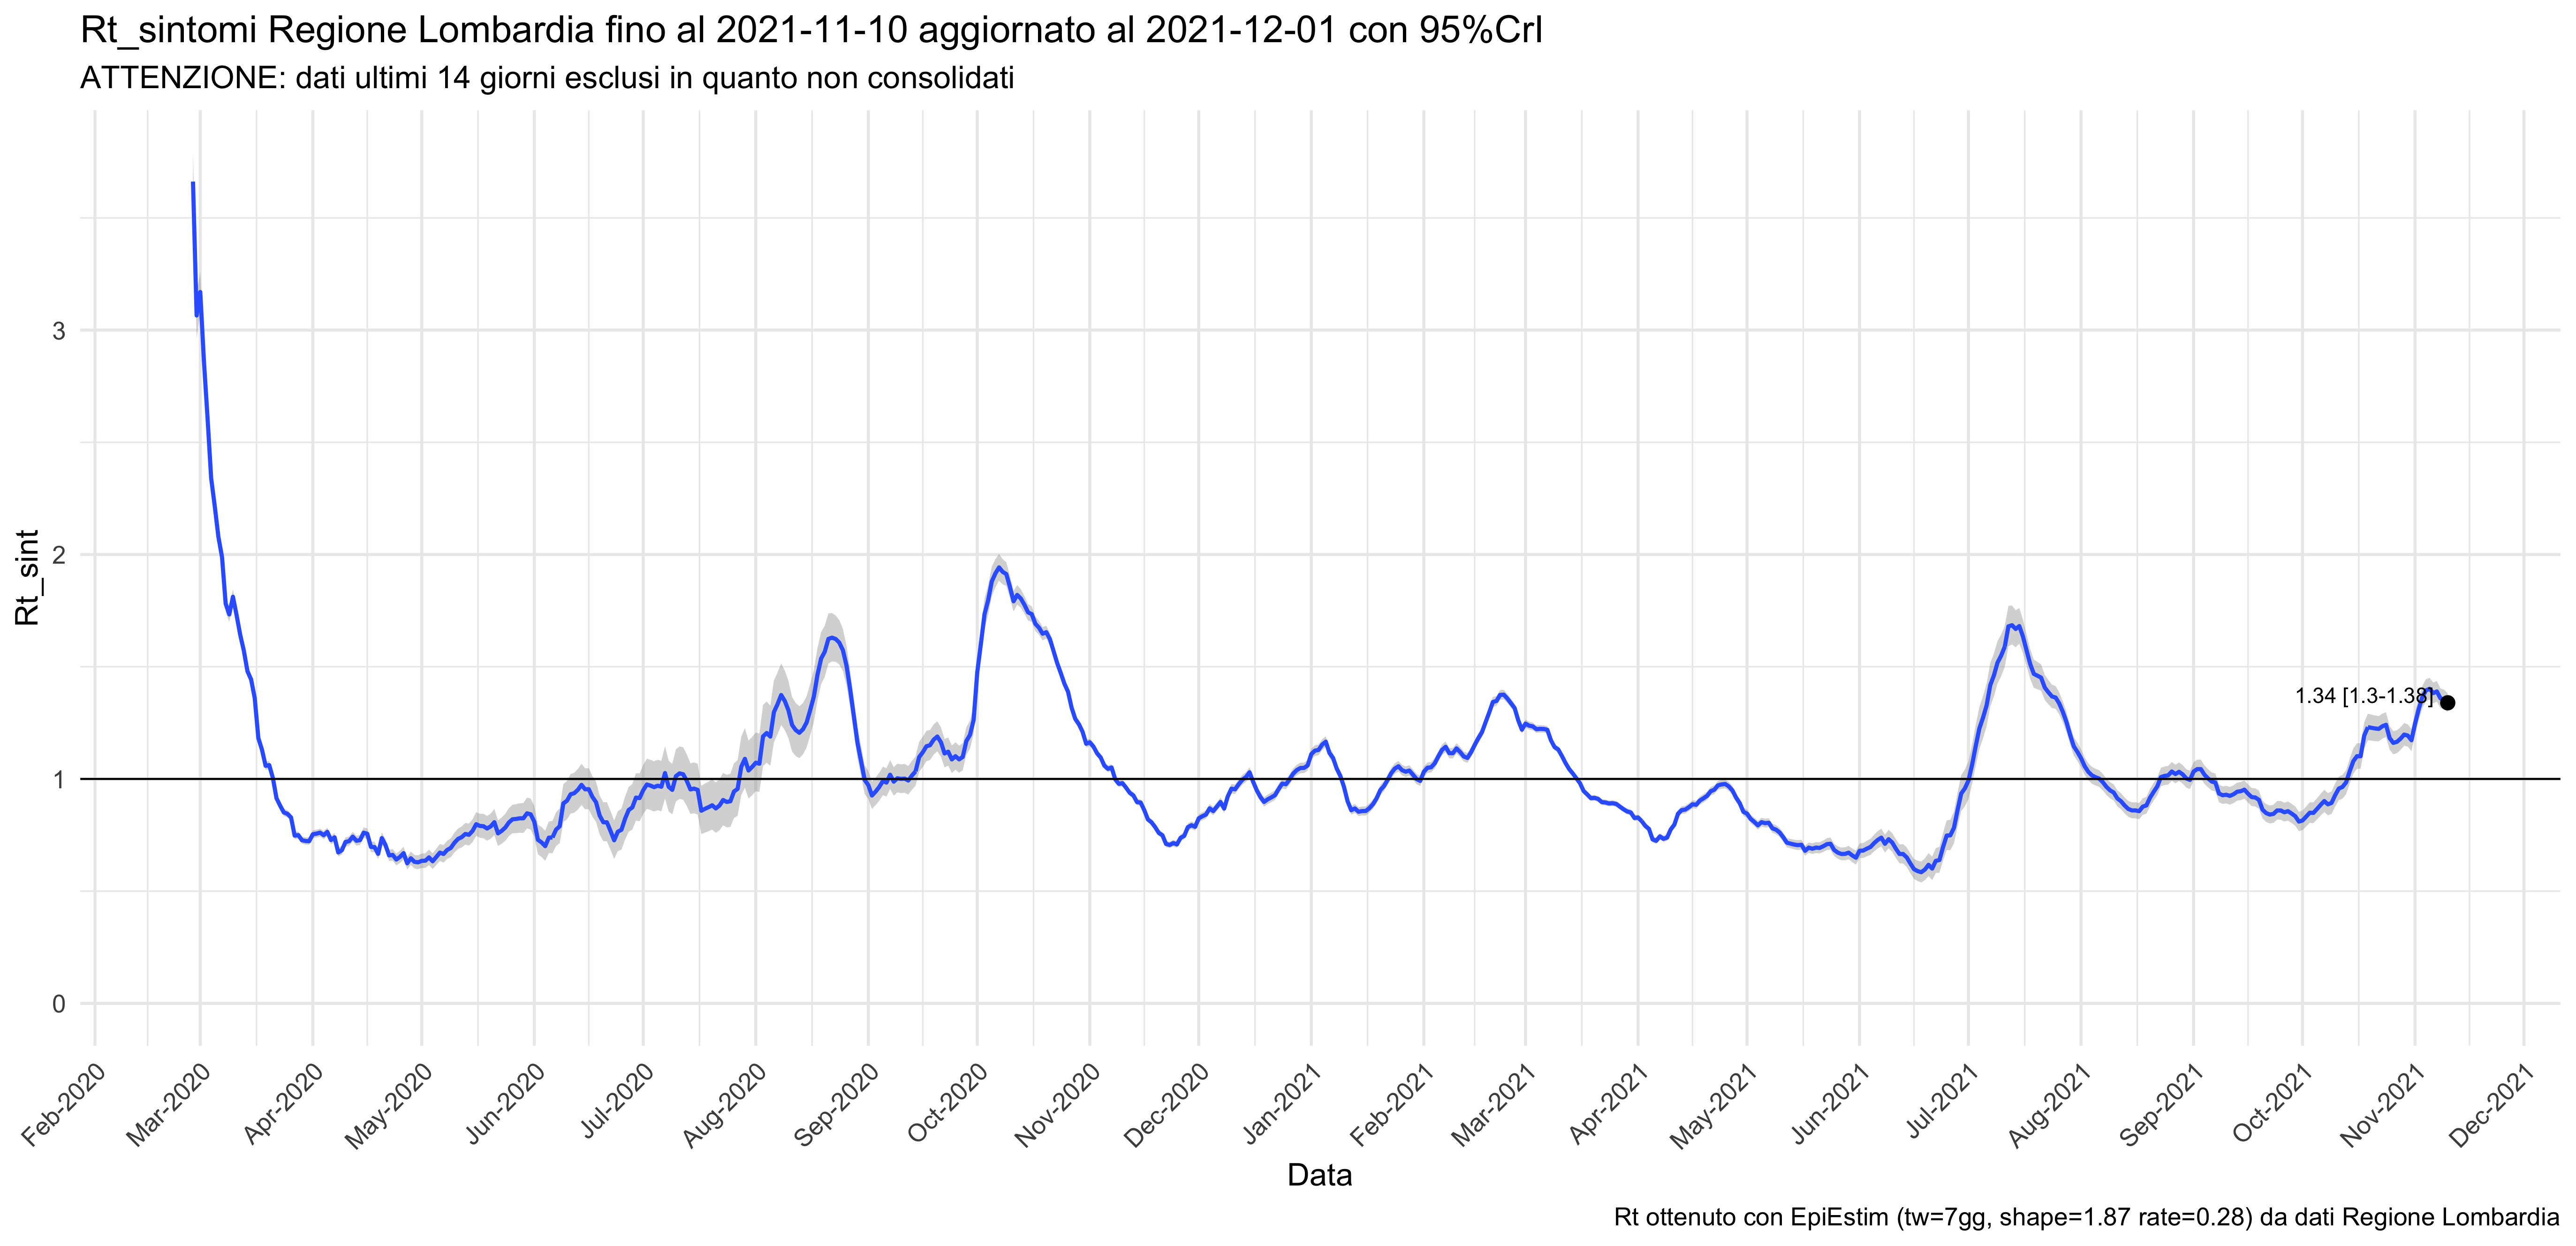 Rt_sintomi Regione Lombardia fino al 2021-11-10 aggiornato al 2021-12-01 con 95%CrI
ATTENZIONE: dati ultimi 14 giorni esclusi in quanto non consolidati
Rt_sint
3
2
1
0
1.34 [1.3-1.38]
Feb-2020
Mar-2020
Apr-2020
May-2020
Jun-2020
Jul-2020
Aug-2020
Sep-2020
Oct-2020
Nov-2020
Dec-2020
Jan-2021
Feb-2021
Mar-2021
Apr-2021
May-2021
Jun-2021
Jul-2021
Aug-2021
Sep-2021
Oct-2021
Nov-2021
Dec-2021
Data
Rt ottenuto con EpiEstim (tw=7gg, shape=1.87 rate=0.28) da dati Regione Lombardia